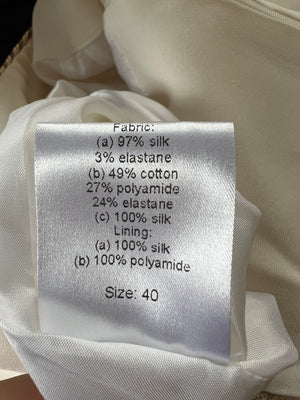 Fabric:
(a) 97% silk
3% elastane
(b) 49% cotton
27% polyamide
24% elastane
(c) 100% silk
Lining:
(a) 100% silk
(b) 100% polyamide
Size: 40